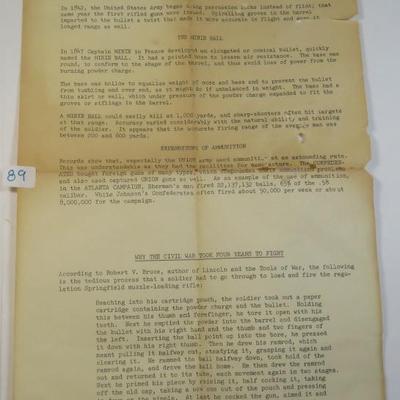 In 1842, the United States Army began using percussion locks instead of flint; that
same year the first rifled guns were issued. Spiralling groves in the barrel
imparted to the bullet a twist that made it more accurate in flight and gave it
longer range as well.
THE MINIE BALL
In 1847 Captain MINIE in France developed an elongated or conical bullet, quickly
named the MINIE BALL. It had a pointed nose to lessen air resistance. The base was
round, to conform to the shape of the barrel, and thus avoid loss of power from the
burning powder charge.
The base was hollow to equalize weight of nose and base and to prevent the bullet
from tumbling end over end, as it might do if unbalanced in weight. The base had a
thin skirt or wall, which under pressure of the powder charge expanded to fit the
groves or riflings in the barrel.
A MINIE BALL could easily kill at 1,000 yards, and sharp-shooters often hit targets
at that range. Accuracy varied considerably with the natural ability and training
of the soldier. It appears that the accurate firing range of the average man was
between 200 and 600 yards.
EXPENDITURE OF AMMUNITION
Records show that, especially the UNION army used ammunition at an astounding rate.
This was understandable as they had the facilities for manufacture. The CONFEDER-
ATES bought foreign guns of many types, which compounded their ammunition problems
and also used captured UNION guns as well. As an example of the use of ammunition,
in the ATLANTA CAMPAIGN, Sherman's men fired 22,137,132 balls, 65% of the .58
caliber. While Johnson's Confederates often fired about 50,000 per week or about
8,000,000 for the campaign.
89
WHY THE CIVIL WAR TOOK FOUR YEARS TO FIGHT
According to Robert V. Bruce, author of Lincoln and the Tools of War, the following
is the tedious process that a soldier had to go through to load and fire the regu-
lation Springfield muzzle-loading rifle:
Reaching into his cartridge pouch, the soldier took out a paper
cartridge containing the powder charge and the bullet. Holding
this between his thumb and forefinger, he tore it open with his
teeth. Next he emptied the powder into the barrel and disengaged
the bullet with his right hand and the thumb and two fingers of
the left. Inserting the ball point up into the bore, he pressed
it down with his right thumb. Then he drew his ramrod, which
meant pulling it halfway out, steadying it, grasping it again and
clearing it. He rammed the ball halfway down, took hold of the
ramrod again, and drove the ball home. He then drew the ramrod
out and returned it to its tube, each movement again in two stages.
Next he primed his piece by raising it, half cocking it, taking
off the old cap, taking a new one out of the pouch and pressing
it down on the nipple. At last he cocked the gun, aimed it and